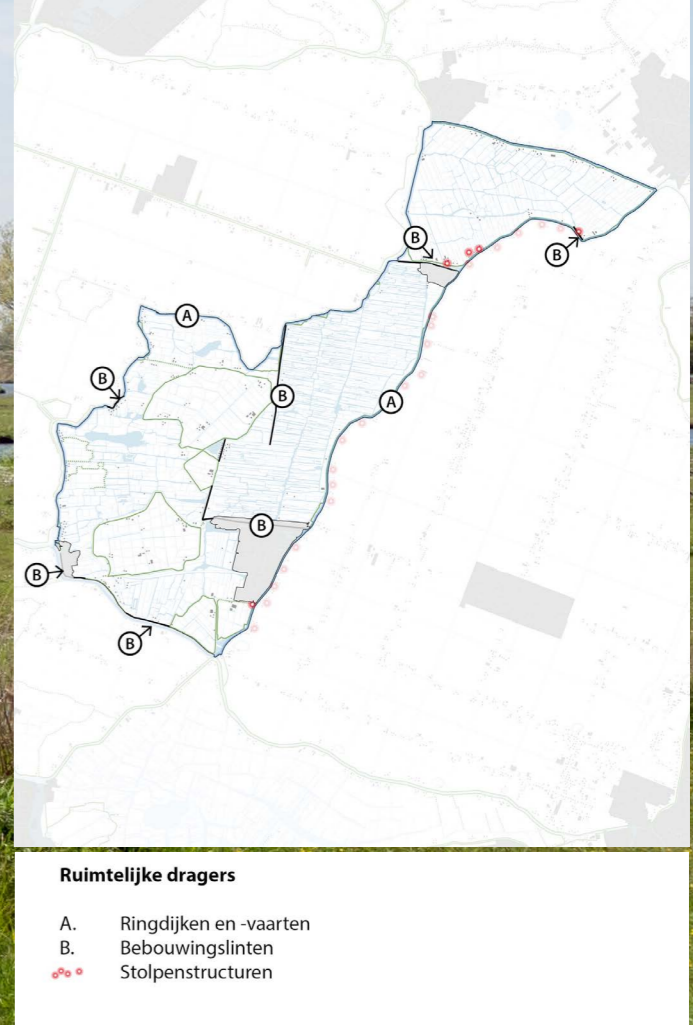 B
B
A
B
B
A
B
B
B
Ruimtelijke dragers
A. Ringdijken en -vaarten
B. Bebouwingslinten
Stolpenstructuren